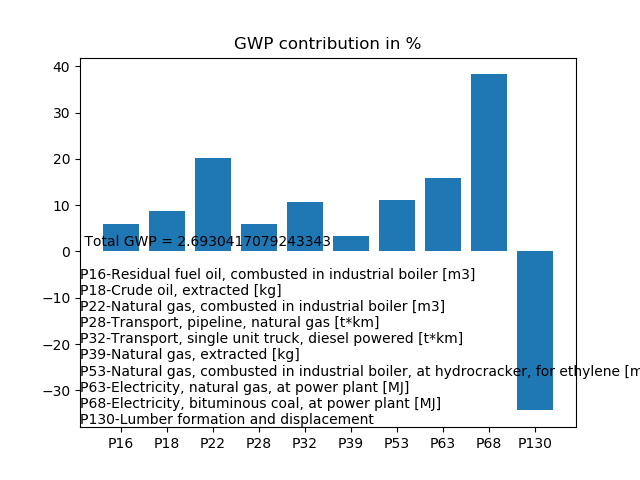 GWP contribution in %
40
30
20
10
0
−10
−20
−30
Total GWP = 2.6930417079243343
P16-Residual fuel oil, combusted in industrial boiler [m3]
P18-Crude oil, extracted [kg]
P22-Natural gas, combusted in industrial boiler [m3]
P28-Transport, pipeline, natural gas [t*km]
P32-Transport, single unit truck, diesel powered [t*km]
P39-Natural gas, extracted [kg]
P53-Natural gas, combusted in industrial boiler, at hydrocracker, for ethylene [m
P63-Electricity, natural gas, at power plant [MJ]
P68-Electricity, bituminous coal, at power plant [MJ]
P130-Lumber formation and displacement
P16 P18 P22 P28 P32 P39 P53 P63 P68 P130